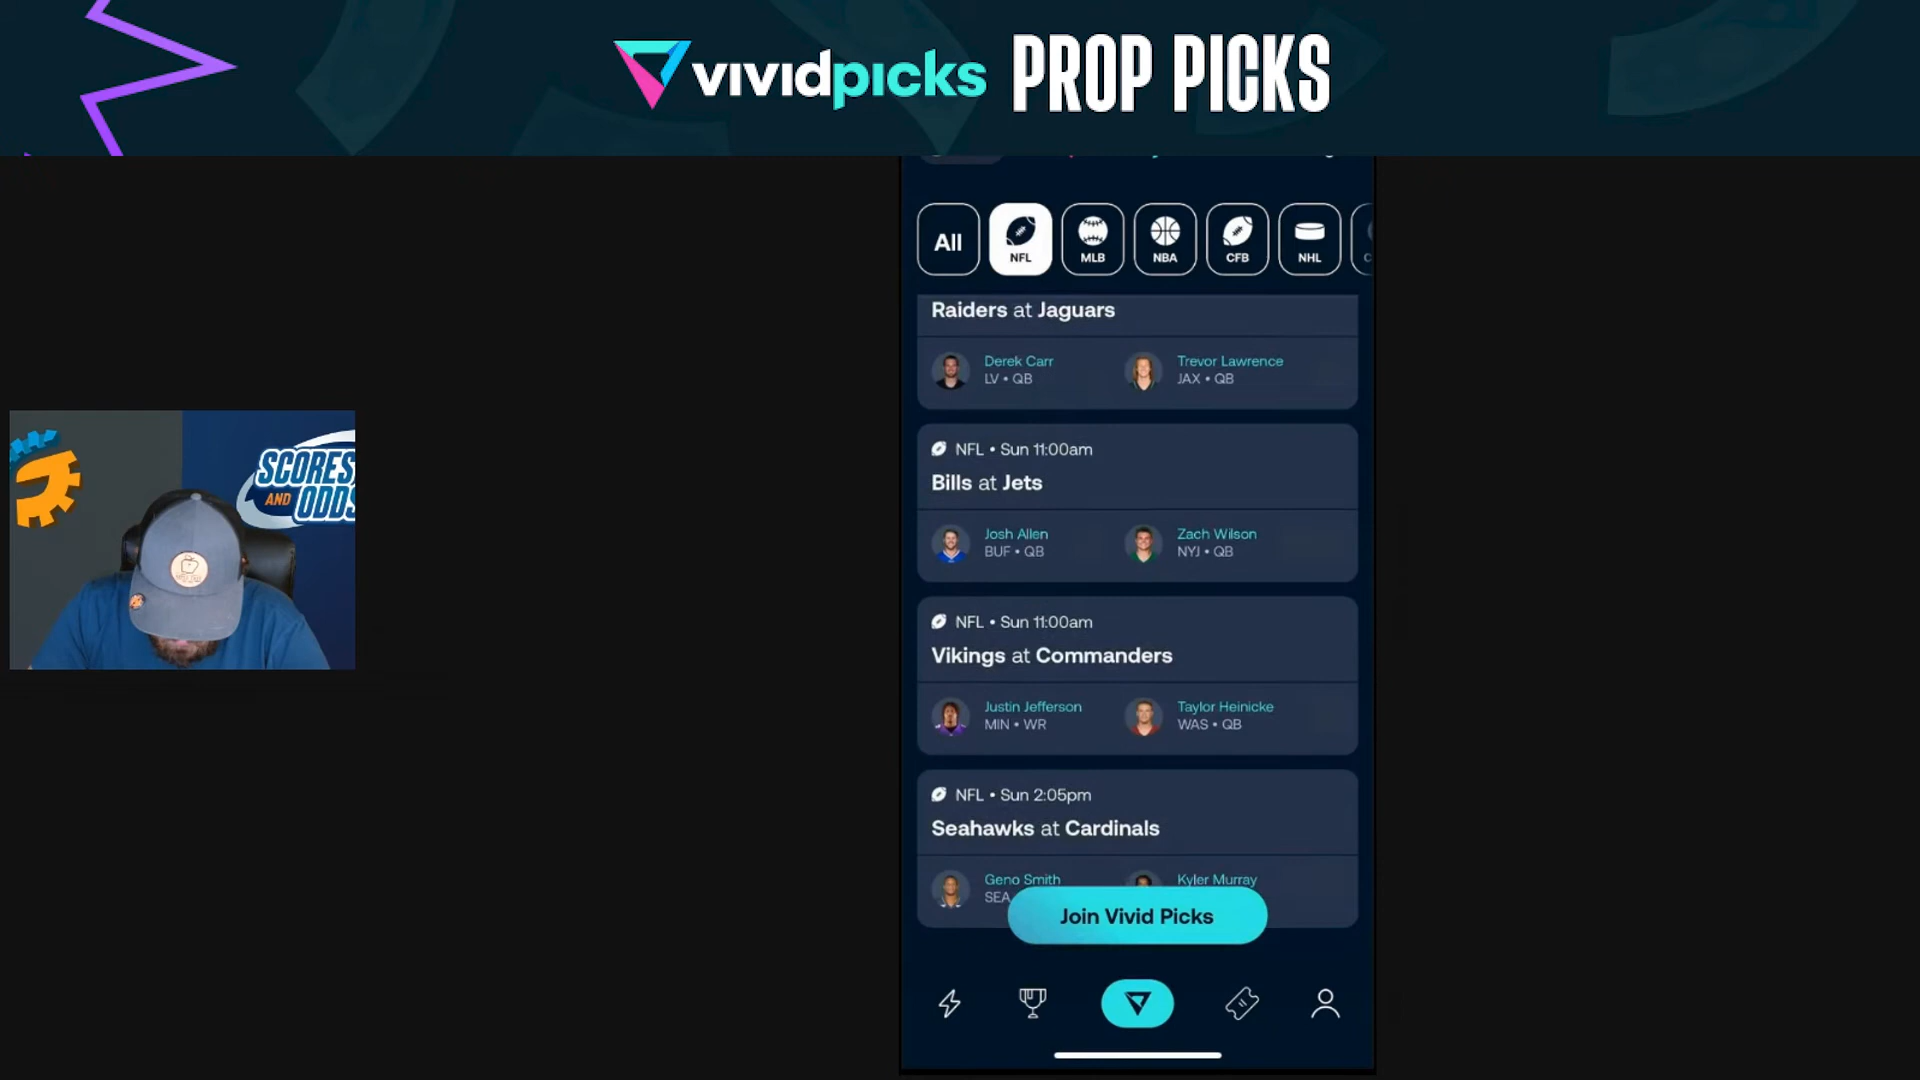 vividpicks PROP PICKS
All
NFL
MLB
NBA
CFB
NHL
Raiders at Jaguars
Derek Carr
LV • QB
Trevor Lawrence
JAX • QB
NFL • Sun 11:00am
Bills at Jets
Josh Allen
BUF • QB
Zach Wilson
NYJ • QB
NFL • Sun 11:00am
Vikings at Commanders
Justin Jefferson
MIN • WR
Taylor Heinicke
WAS • QB
NFL • Sun 2:05pm
Seahawks at Cardinals
Geno Smith
SEA
Kyler Murray
Join Vivid Picks
SCORES
AND ODDS